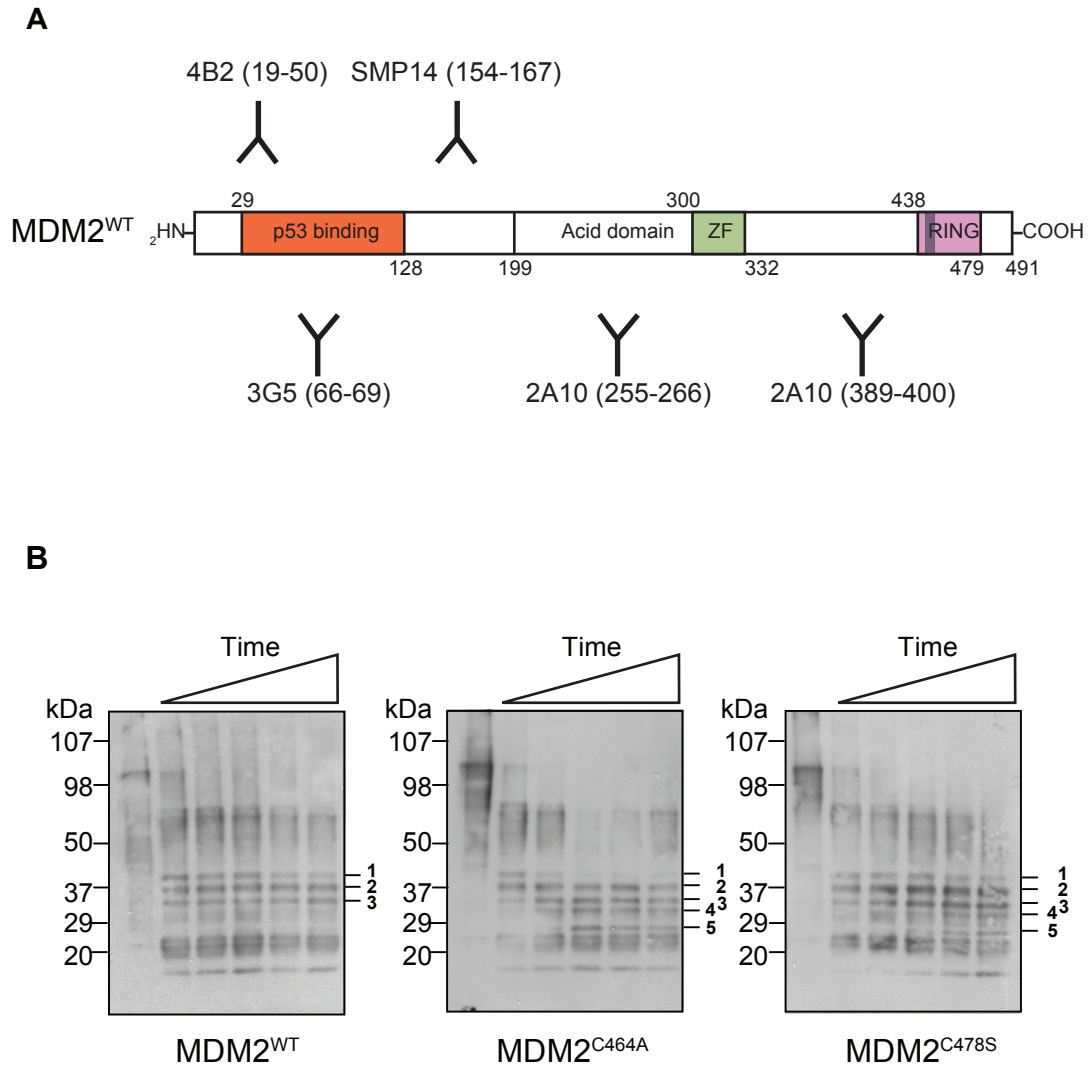 A
4B2 (19-50) SMP14 (154-167)
29 300 438
MDM2WT 2HN p53 binding Acid domain ZF RING COOH
128 199 332 479 491
3G5 (66-69) 2A10 (255-266) 2A10 (389-400)
B
Time Time Time
kDa kDa kDa
107 107 107
98 98 98
50 50 50
1 1 1
37 2 37 2 37 2
3 3 3
4 4
29 29 29
5 5
20 20 20
MDM2WT MDM2C464A MDM2C478S